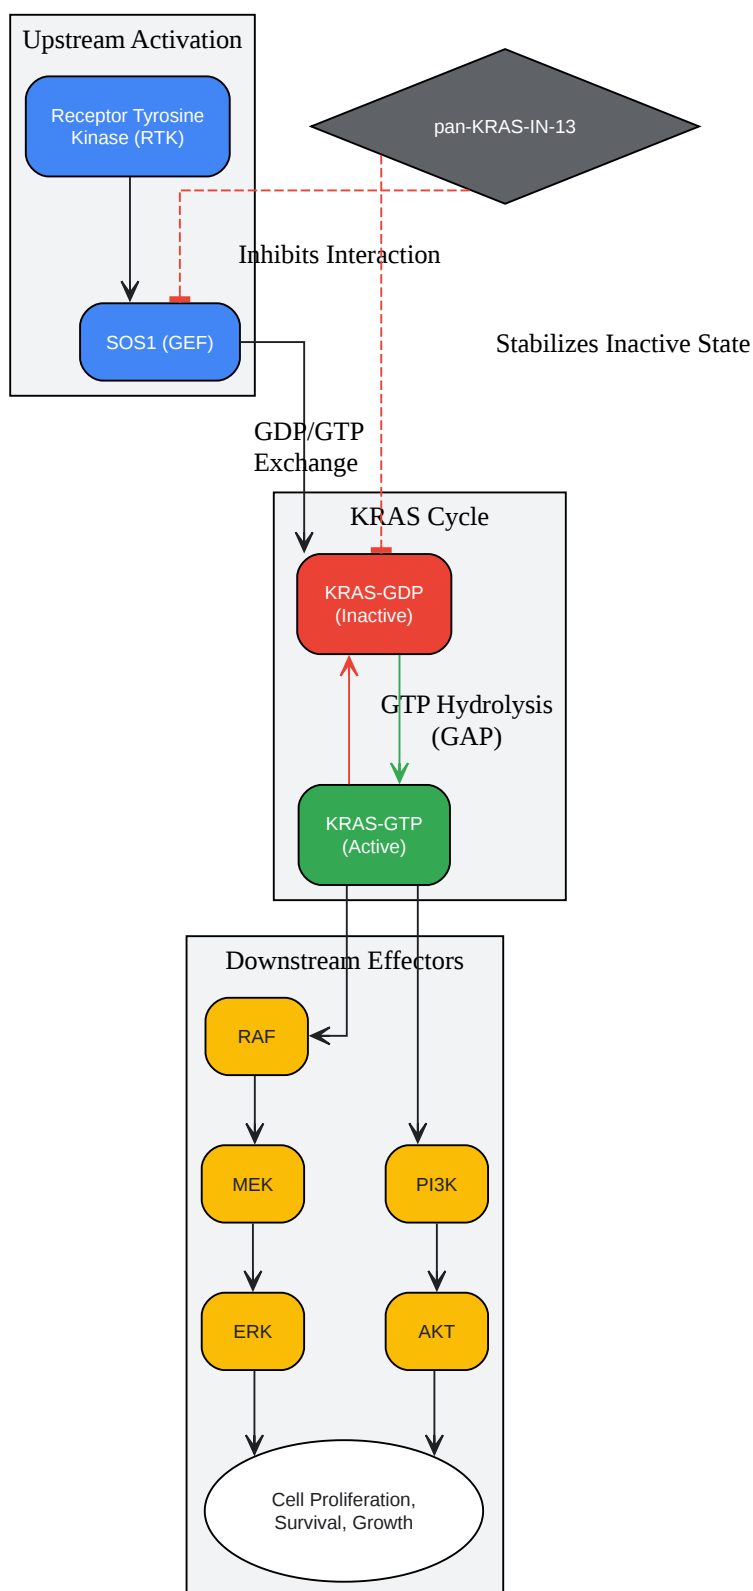 Upstream Activation
Receptor Tyrosine
Kinase (RTK)
pan-KRAS-IN-13
Inhibits Interaction
SOS1 (GEF)
Stabilizes Inactive State
GDP/GTP
Exchange
KRAS Cycle
KRAS-GDP
(Inactive)
GTP Hydrolysis
(GAP)
KRAS-GTP
(Active)
Downstream Effectors
RAF
MEK
PI3K
ERK
AKT
Cell Proliferation,
Survival, Growth